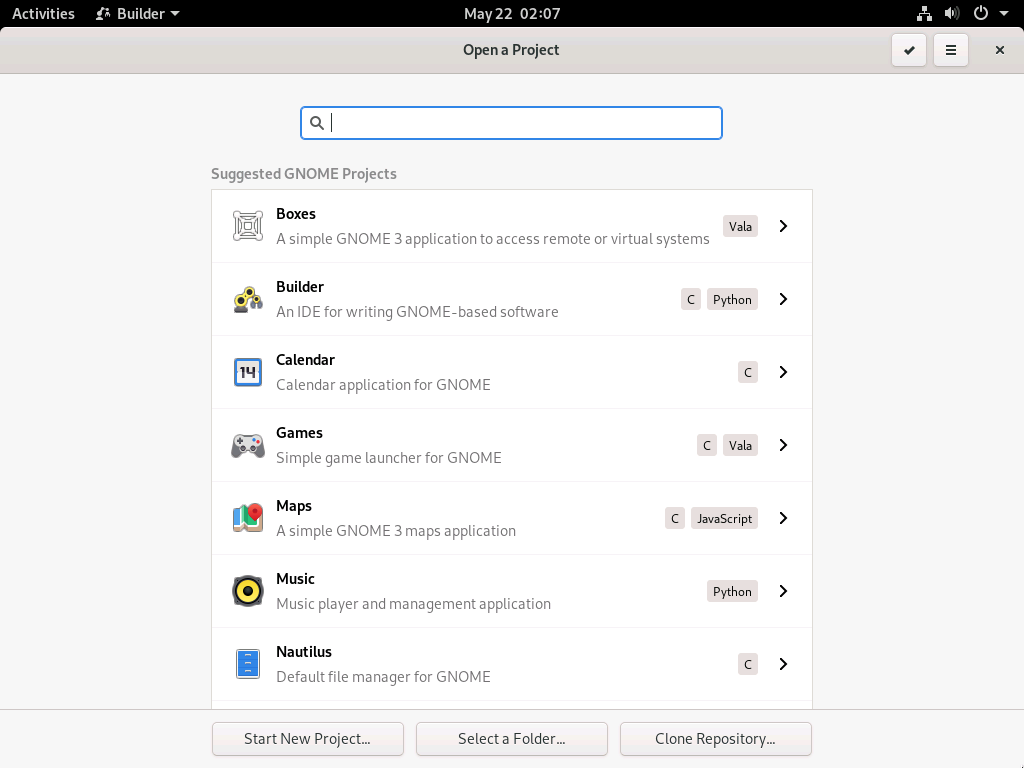 Activities Builder May 22 02:07
Open a Project
Suggested GNOME Projects
Boxes
A simple GNOME 3 application to access remote or virtual systems
Vala
Builder
An IDE for writing GNOME-based software
C Python
Calendar
Calendar application for GNOME
C
14
Games
Simple game launcher for GNOME
C Vala
Maps
A simple GNOME 3 maps application
C JavaScript
Music
Music player and management application
Python
Nautilus
Default file manager for GNOME
C
Start New Project... Select a Folder... Clone Repository...